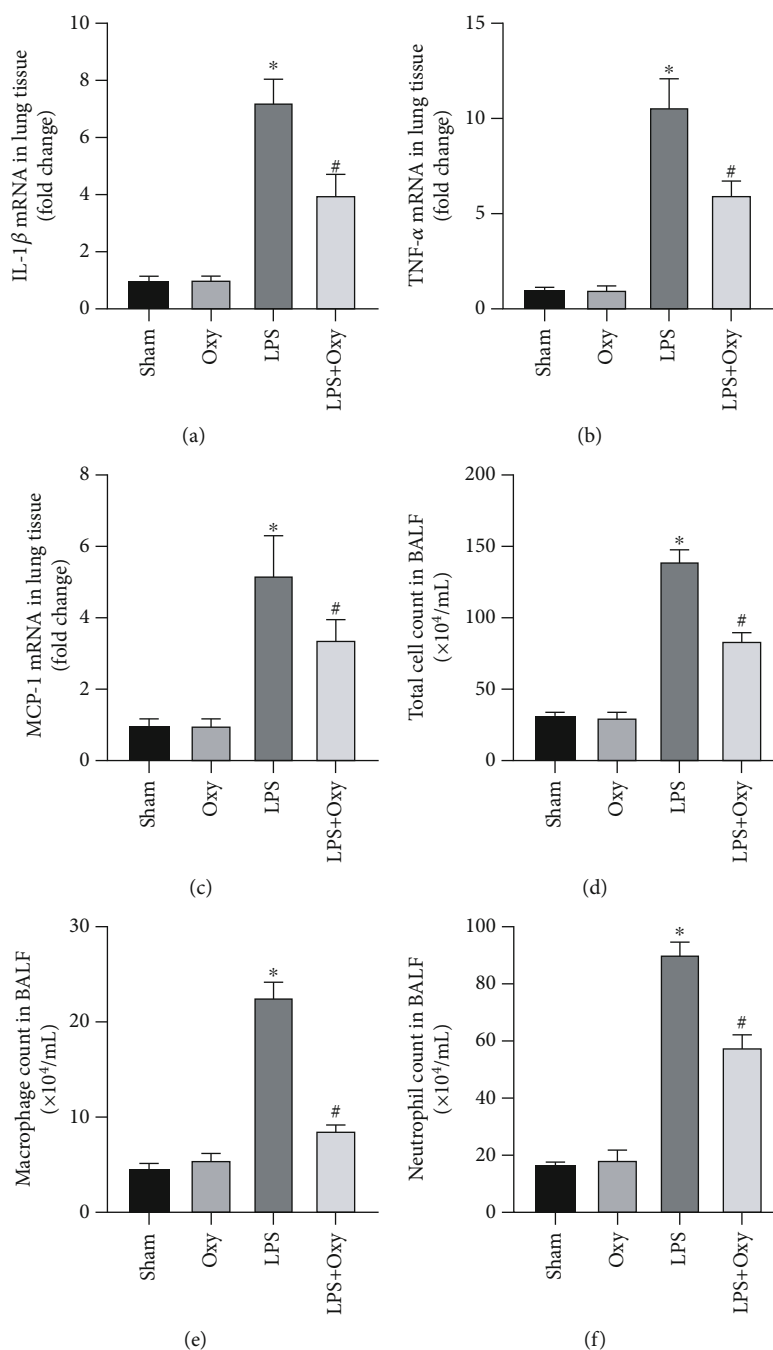 IL-1β mRNA in lung tissue
(fold change)
10
8
6
4
2
0
*
#
Sham
Oxy
LPS
LPS+Oxy
(a)
TNF-α mRNA in lung tissue
(fold change)
15
10
5
0
*
#
Sham
Oxy
LPS
LPS+Oxy
(b)
MCP-1 mRNA in lung tissue
(fold change)
8
6
4
2
0
*
#
Sham
Oxy
LPS
LPS+Oxy
(c)
Total cell count in BALF
(×10⁴/mL)
200
150
100
50
0
*
#
Sham
Oxy
LPS
LPS+Oxy
(d)
Macrophage count in BALF
(×10⁴/mL)
30
20
10
0
*
#
Sham
Oxy
LPS
LPS+Oxy
(e)
Neutrophil count in BALF
(×10⁴/mL)
100
80
60
40
20
0
*
#
Sham
Oxy
LPS
LPS+Oxy
(f)